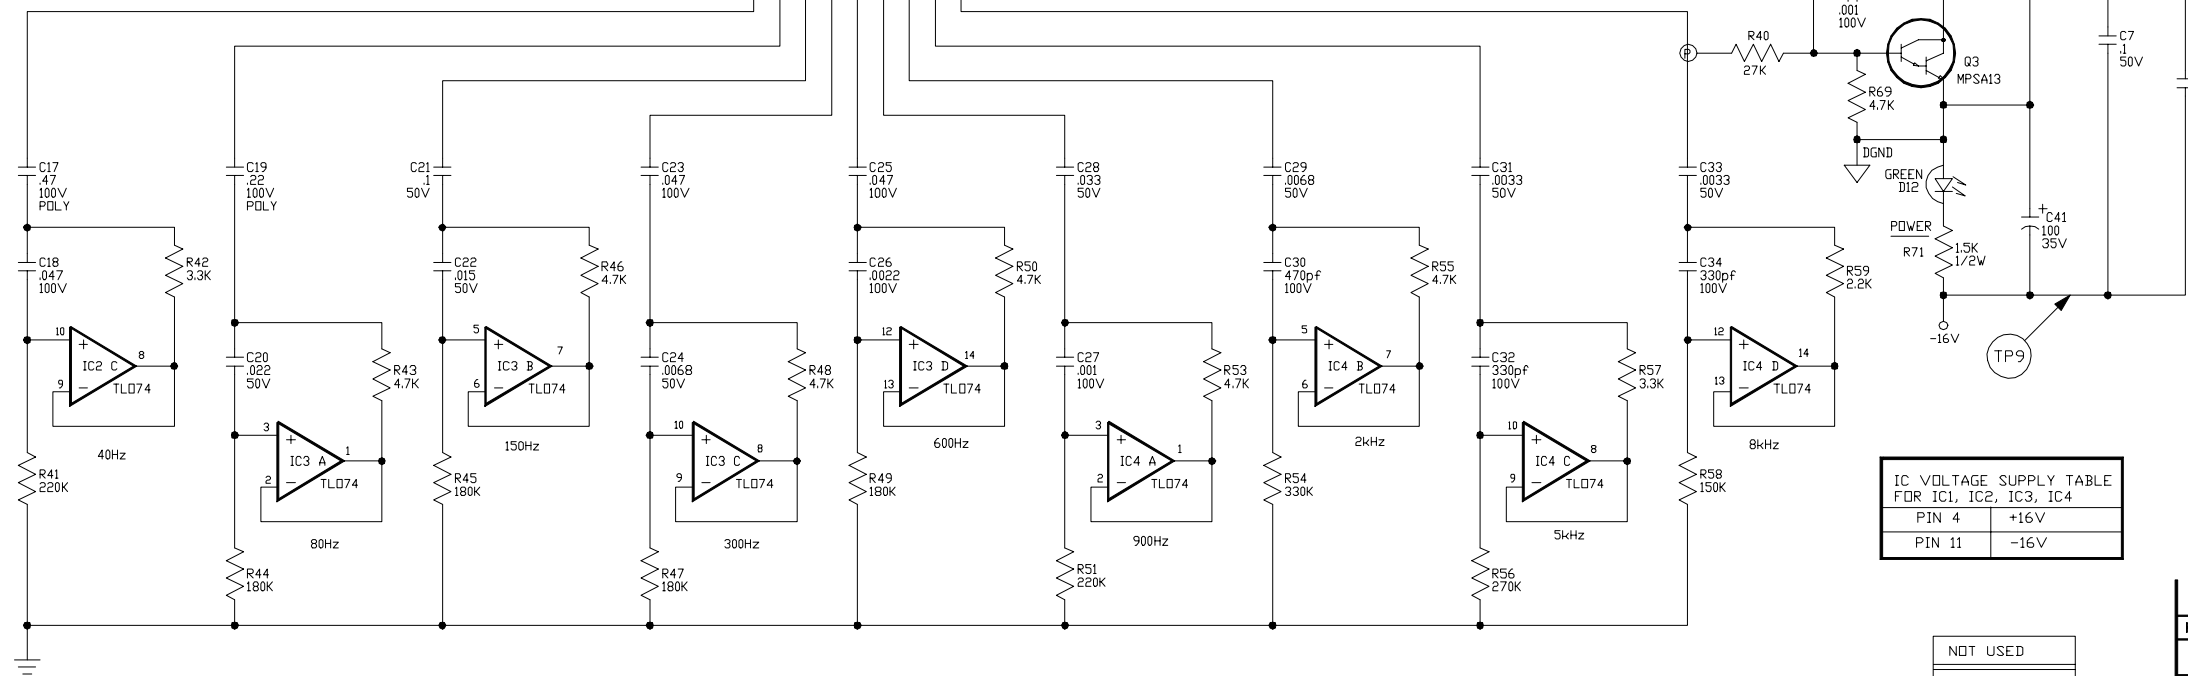 .001
100V
R40
27K
P
Q3
MPSA13
C7
.1
50V
R69
4.7K
DGND
GREEN
D12
POWER
R71
1.5K
1/2W
+
C41
100
35V
-16V
TP9
C17
.47
100V
POLY
C19
.22
100V
POLY
C21
.1
50V
C23
.047
100V
C25
.047
100V
C28
.033
50V
C29
.0068
50V
C31
.0033
50V
C33
.0033
50V
C18
.047
100V
R42
3.3K
C22
.015
50V
R46
4.7K
C26
.0022
100V
R50
4.7K
C30
470pf
100V
R55
4.7K
C34
330pf
100V
R59
2.2K
10
+
IC2 C
8
9
-
TL074
40Hz
R41
220K
C20
.022
50V
R43
4.7K
3
+
IC3 A
1
2
-
TL074
80Hz
R44
180K
5
+
IC3 B
7
6
-
TL074
150Hz
R45
180K
C24
.0068
50V
R48
4.7K
10
+
IC3 C
8
9
-
TL074
300Hz
R47
180K
12
+
IC3 D
14
13
-
TL074
600Hz
R49
180K
C27
.001
100V
R53
4.7K
3
+
IC4 A
1
2
-
TL074
900Hz
R51
220K
5
+
IC4 B
7
6
-
TL074
2kHz
R54
330K
C32
330pf
100V
R57
3.3K
10
+
IC4 C
8
9
-
TL074
5kHz
R56
270K
12
+
IC4 D
14
13
-
TL074
8kHz
R58
150K
IC VOLTAGE SUPPLY TABLE
FOR IC1, IC2, IC3, IC4
PIN 4 +16V
PIN 11 -16V
NOT USED